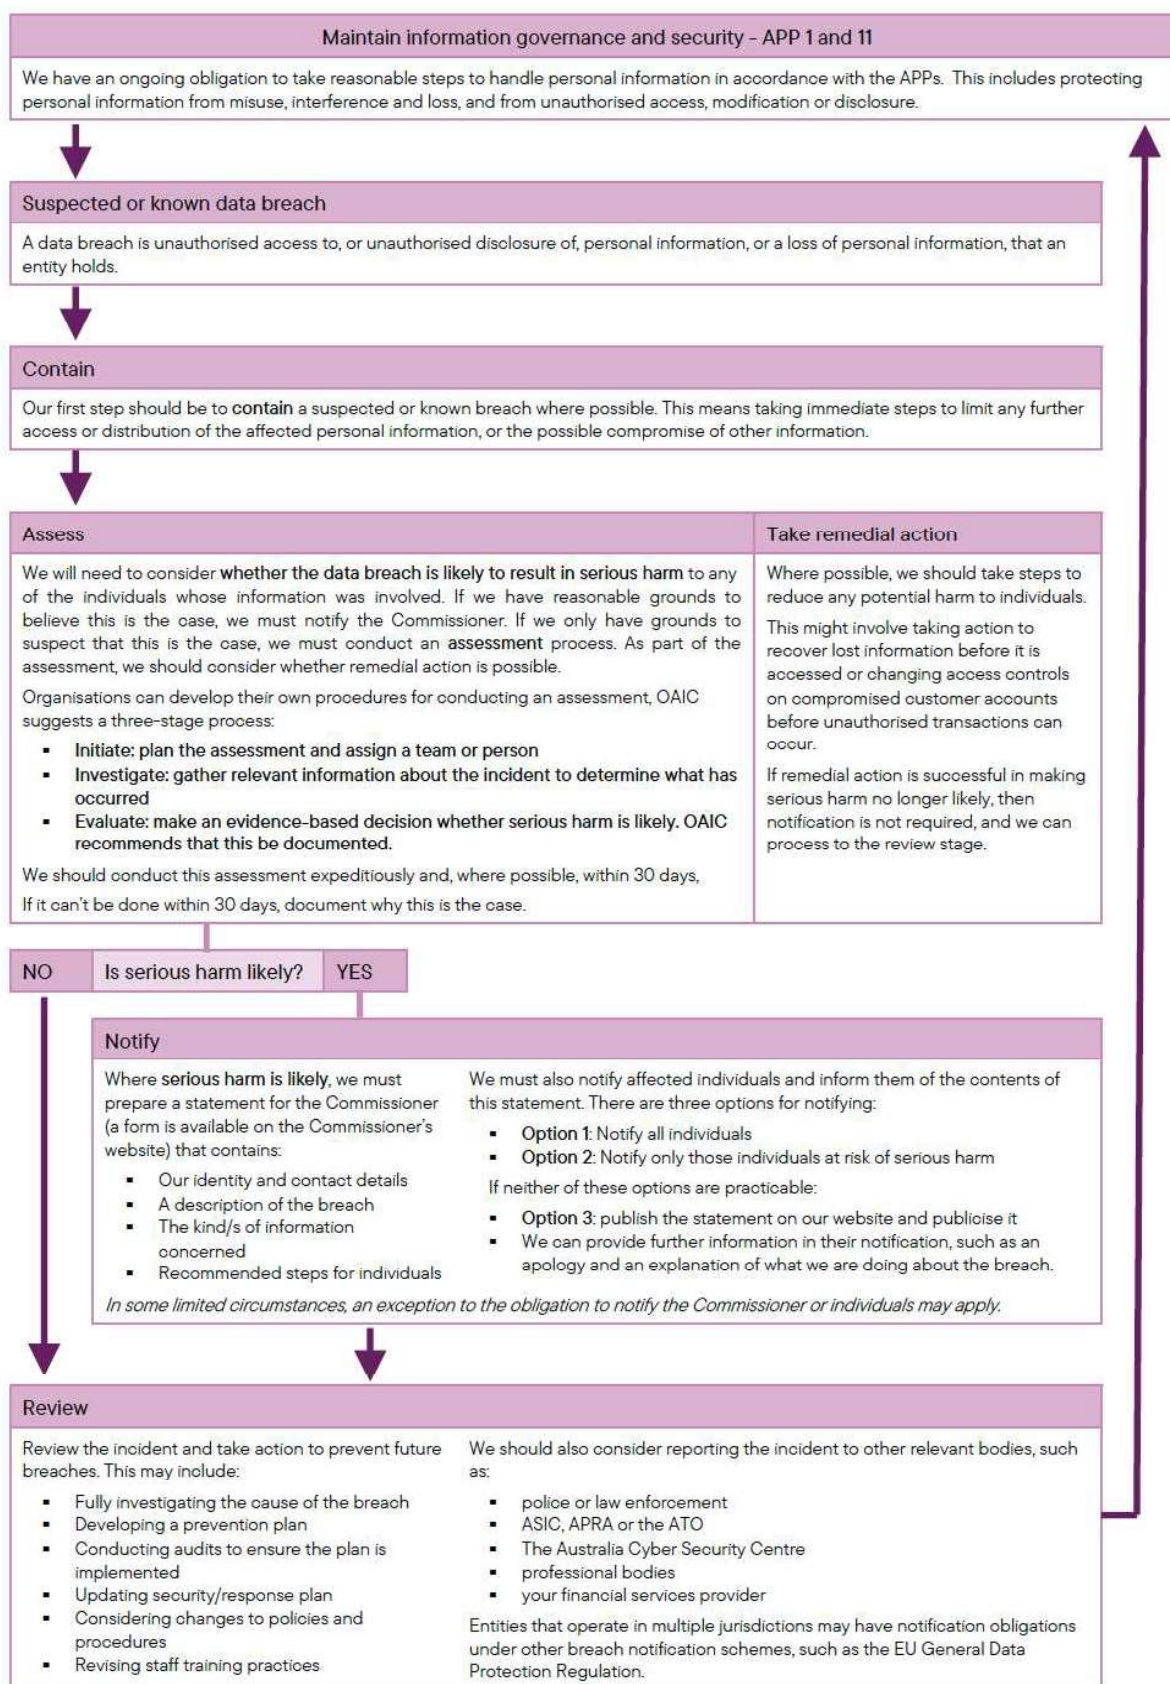 Maintain information governance and security - APP 1 and 11
We have an ongoing obligation to take reasonable steps to handle personal information in accordance with the APPs. This includes protecting
personal information from misuse, interference and loss, and from unauthorised access, modification or disclosure.
Suspected or known data breach
A data breach is unauthorised access to, or unauthorised disclosure of, personal information, or a loss of personal information, that an
entity holds.
Contain
Our first step should be to contain a suspected or known breach where possible. This means taking immediate steps to limit any further
access or distribution of the affected personal information, or the possible compromise of other information.
Assess
We will need to consider whether the data breach is likely to result in serious harm to any
of the individuals whose information was involved. If we have reasonable grounds to
believe this is the case, we must notify the Commissioner. If we only have grounds to
suspect that this is the case, we must conduct an assessment process. As part of the
assessment, we should consider whether remedial action is possible.
Organisations can develop their own procedures for conducting an assessment, OAIC
suggests a three-stage process:
▪ Initiate: plan the assessment and assign a team or person
▪ Investigate: gather relevant information about the incident to determine what has
occurred
▪ Evaluate: make an evidence-based decision whether serious harm is likely. OAIC
recommends that this be documented.
We should conduct this assessment expeditiously and, where possible, within 30 days,
If it can't be done within 30 days, document why this is the case.
Take remedial action
Where possible, we should take steps to
reduce any potential harm to individuals.
This might involve taking action to
recover lost information before it is
accessed or changing access controls
on compromised customer accounts
before unauthorised transactions can
occur.
If remedial action is successful in making
serious harm no longer likely, then
notification is not required, and we can
process to the review stage.
NO Is serious harm likely? YES
Notify
Where serious harm is likely, we must
prepare a statement for the Commissioner
(a form is available on the Commissioner's
website) that contains:
▪ Our identity and contact details
▪ A description of the breach
▪ The kind/s of information
concerned
▪ Recommended steps for individuals
We must also notify affected individuals and inform them of the contents of
this statement. There are three options for notifying:
▪ Option 1: Notify all individuals
▪ Option 2: Notify only those individuals at risk of serious harm
If neither of these options are practicable:
▪ Option 3: publish the statement on our website and publicise it
▪ We can provide further information in their notification, such as an
apology and an explanation of what we are doing about the breach.
In some limited circumstances, an exception to the obligation to notify the Commissioner or individuals may apply.
Review
Review the incident and take action to prevent future
breaches. This may include:
▪ Fully investigating the cause of the breach
▪ Developing a prevention plan
▪ Conducting audits to ensure the plan is
implemented
▪ Updating security/response plan
▪ Considering changes to policies and
procedures
▪ Revising staff training practices
We should also consider reporting the incident to other relevant bodies, such
as:
▪ police or law enforcement
▪ ASIC, APRA or the ATO
▪ The Australia Cyber Security Centre
▪ professional bodies
▪ your financial services provider
Entities that operate in multiple jurisdictions may have notification obligations
under other breach notification schemes, such as the EU General Data
Protection Regulation.